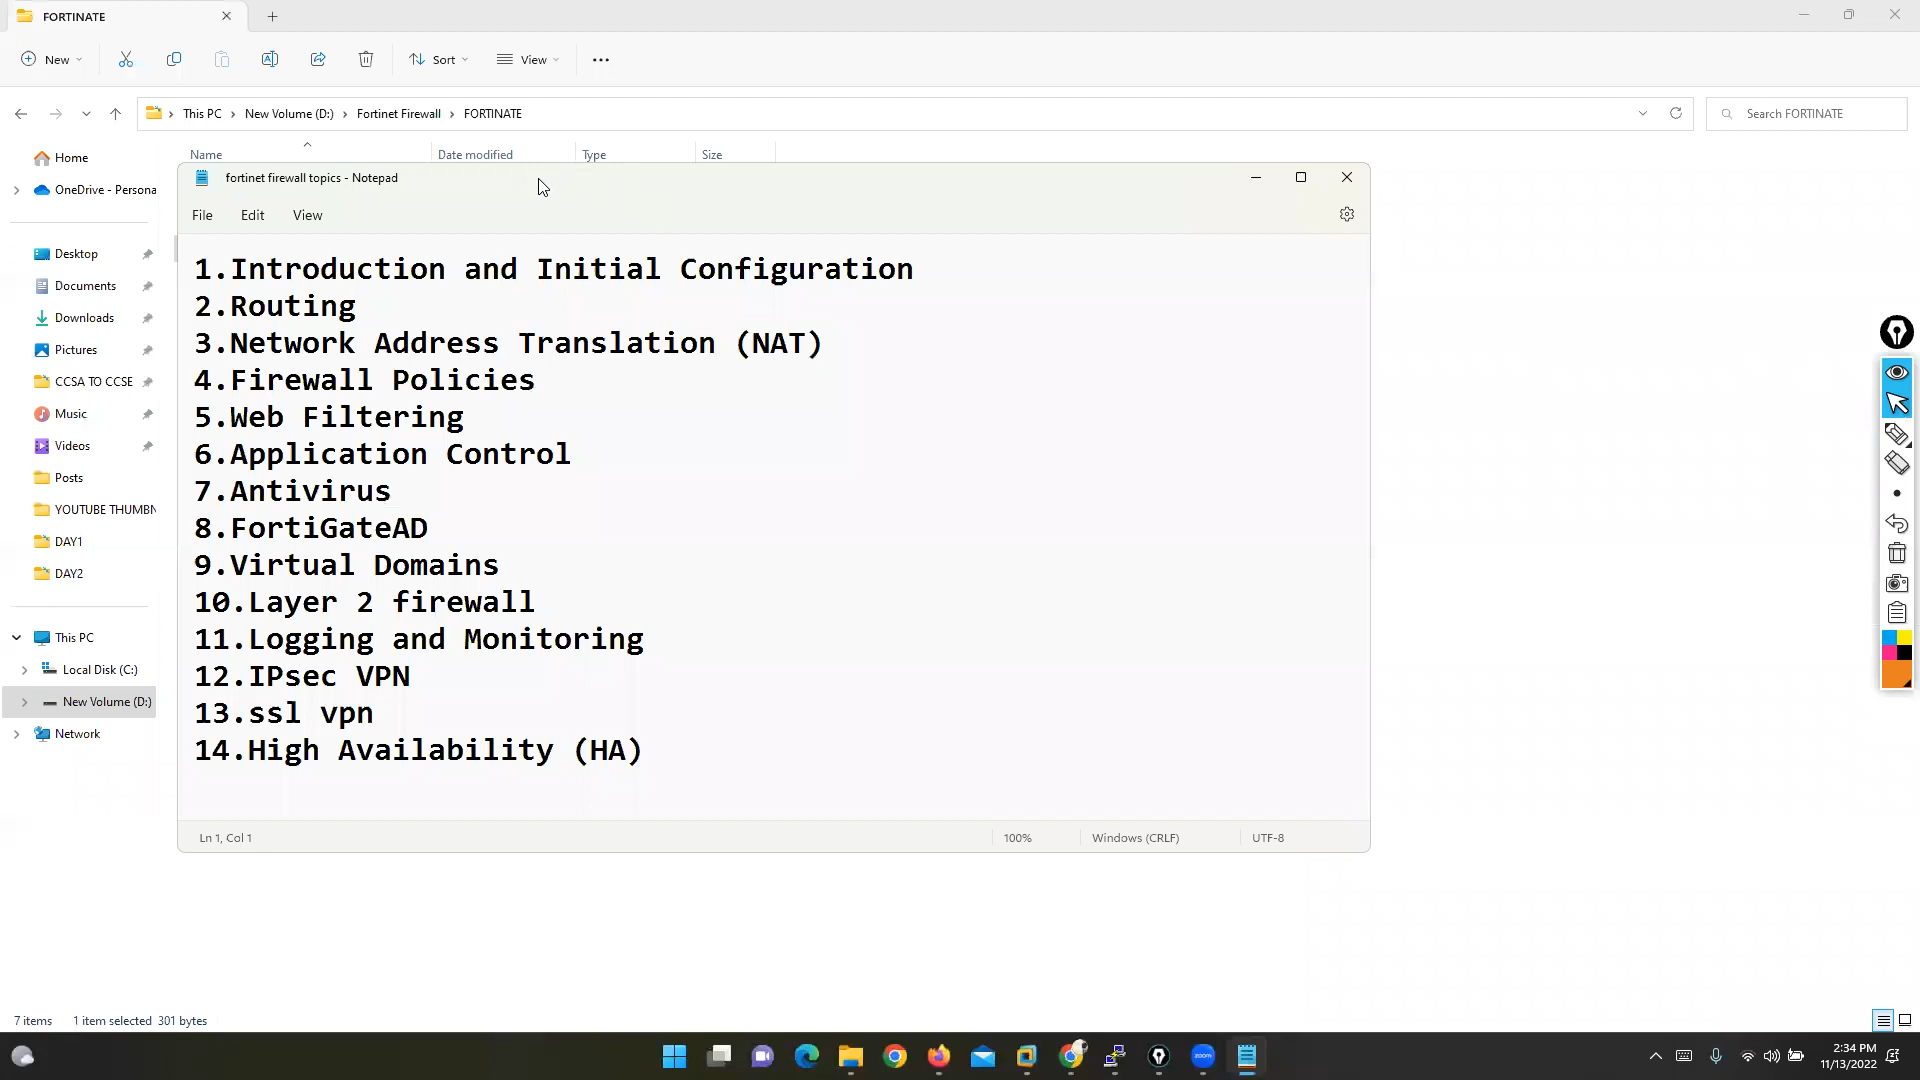 FORTINATE
New
Sort
View
This PC
New Volume (D:)
Fortinet Firewall
FORTINATE
Search FORTINATE
Name
Date modified
Type
Size
Home
OneDrive - Persona
Desktop
Documents
Downloads
Pictures
CCSA TO CCSE
Music
Videos
Posts
YOUTUBE THUMBN
DAY1
DAY2
This PC
Local Disk (C:)
New Volume (D:)
Network
fortinet firewall topics - Notepad
File
Edit
View
1.Introduction and Initial Configuration
2.Routing
3.Network Address Translation (NAT)
4.Firewall Policies
5.Web Filtering
6.Application Control
7.Antivirus
8.FortiGateAD
9.Virtual Domains
10.Layer 2 firewall
11.Logging and Monitoring
12.IPsec VPN
13.ssl vpn
14.High Availability (HA)
Ln 1, Col 1
100%
Windows (CRLF)
UTF-8
7 items
1 item selected 301 bytes
zoom
2:34 PM
11/13/2022